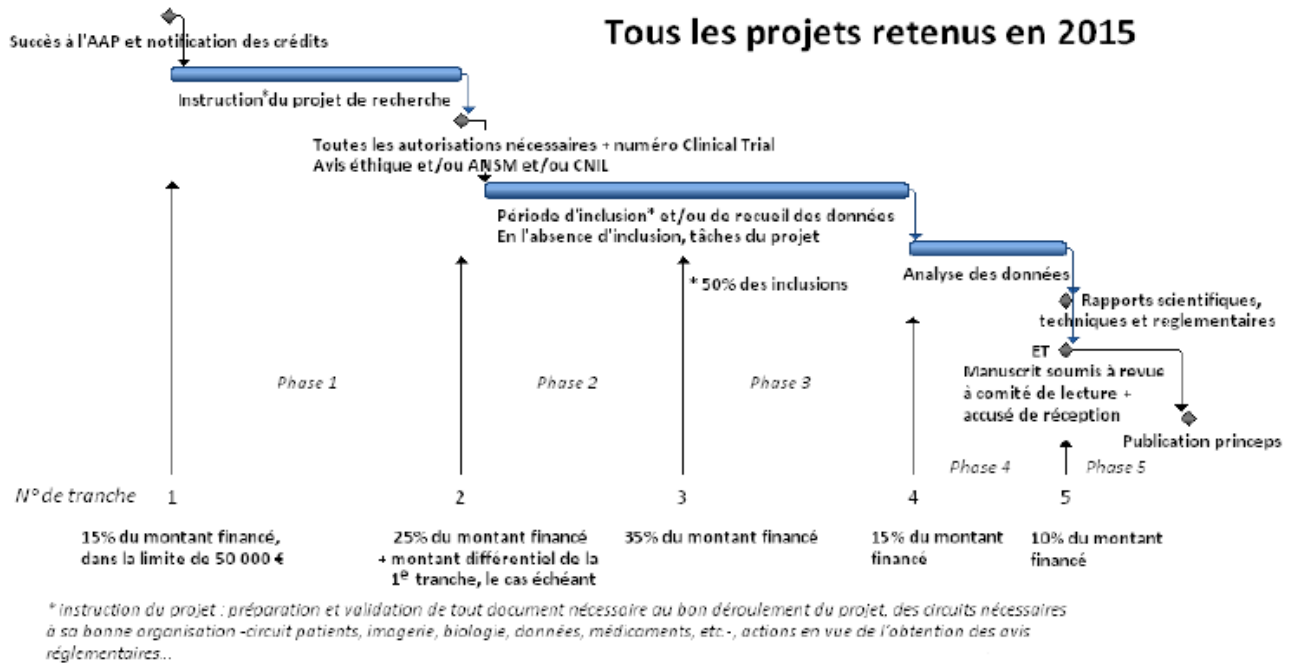 Tous les projets retenus en 2015
Succès à l'AAP et notification des crédits
Instruction*du projet de recherche
Toutes les autorisations nécessaires + numéro Clinical Trial
Avis éthique et/ou ANSM et/ou CNIL
Période d'inclusion* et/ou de recueil des données
En l'absence d'inclusion, tâches du projet
* 50% des inclusions
Analyse des données
Rapports scientifiques,
techniques et reglementaires
ET
Manuscrit soumis à revue
à comité de lecture +
accusé de réception
Publication princeps
Phase 1
Phase 2
Phase 3
Phase 4
Phase 5
N° de tranche 1 2 3 4 5
15% du montant financé,
dans la limite de 50 000 €
25% du montant financé
+ montant différentiel de la
1e tranche, le cas échéant
35% du montant financé
15% du montant
financé
10% du montant
financé
* instruction du projet : préparation et validation de tout document nécessaire au bon déroulement du projet, des circuits nécessaires
à sa bonne organisation -circuit patients, imagerie, biologie, données, médicaments, etc.-, actions en vue de l'obtention des avis
réglementaires...